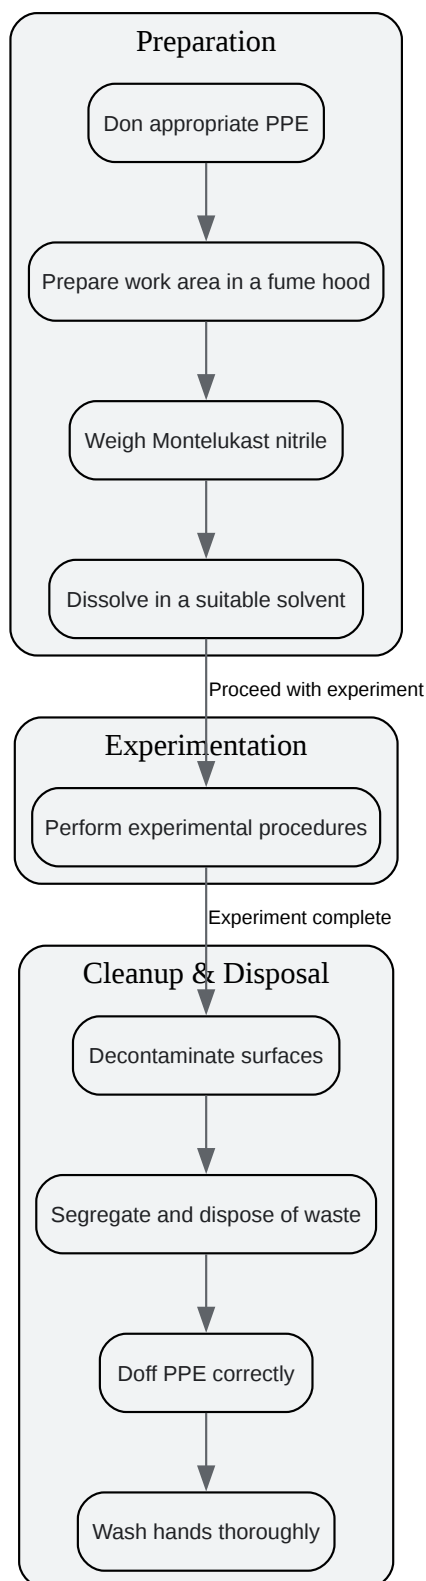 Preparation
Don appropriate PPE
Prepare work area in a fume hood
Weigh Montelukast nitrile
Dissolve in a suitable solvent
Proceed with experiment
Experimentation
Perform experimental procedures
Experiment complete
Cleanup & Disposal
Decontaminate surfaces
Segregate and dispose of waste
Doff PPE correctly
Wash hands thoroughly